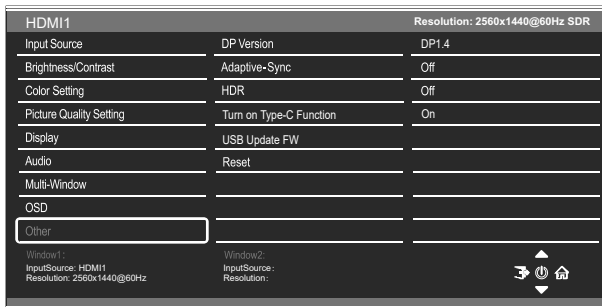 HDMI1 Resolution: 2560x1440@60Hz SDR
Input Source DP Version DP1.4
Brightness/Contrast Adaptive-Sync Off
Color Setting HDR Off
Picture Quality Setting Turn on Type-C Function On
Display USB Update FW
Audio Reset
Multi-Window
OSD
Other
Window1: Window2:
InputSource: HDMI1 InputSource:
Resolution: 2560x1440@60Hz Resolution: